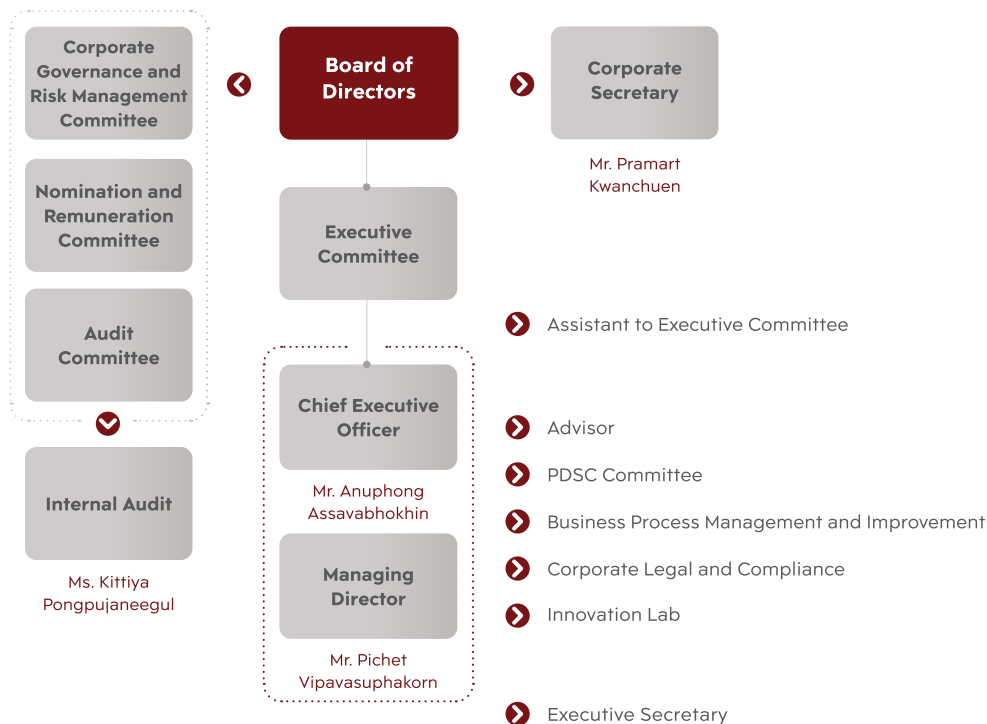 Corporate
Governance and
Risk Management
Committee
Board of
Directors
Corporate
Secretary
Mr. Pramart
Kwanchuen
Nomination and
Remuneration
Committee
Executive
Committee
Audit
Committee
Assistant to Executive Committee
Chief Executive
Officer
Mr. Anuphong
Assavabhokhin
Advisor
PDSC Committee
Business Process Management and Improvement
Corporate Legal and Compliance
Innovation Lab
Internal Audit
Ms. Kittiya
Pongpujaneegul
Managing
Director
Mr. Pichet
Vipavasuphakorn
Executive Secretary